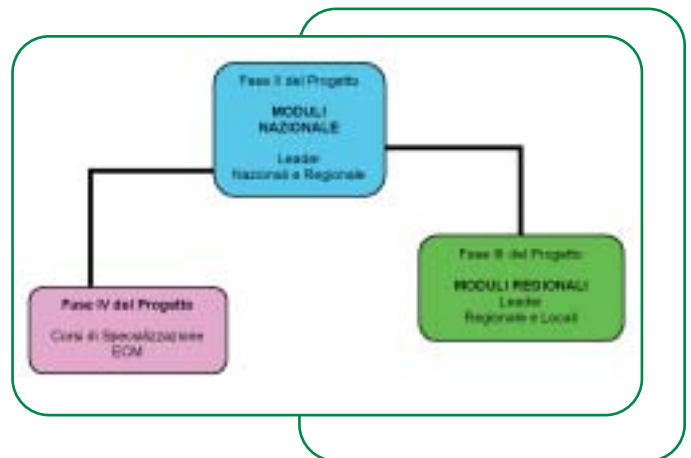 Fase II del Progetto
MODULI
NAZIONALE
Leader
Nazionali e Regionale
Fase III del Progetto
MODULI REGIONALI
Leader
Regionale e Locali
Fase IV del Progetto
Corsi di Specializzazione
ECM